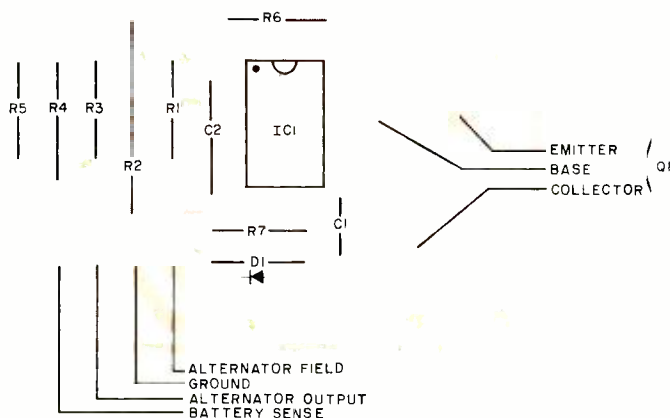 R6
R5
R4
R3
R1
C2
IC1
R2
EMITTER
BASE
COLLECTOR
Q1
C1
R7
D1
ALTERNATOR FIELD
GROUND
ALTERNATOR OUTPUT
BATTERY SENSE